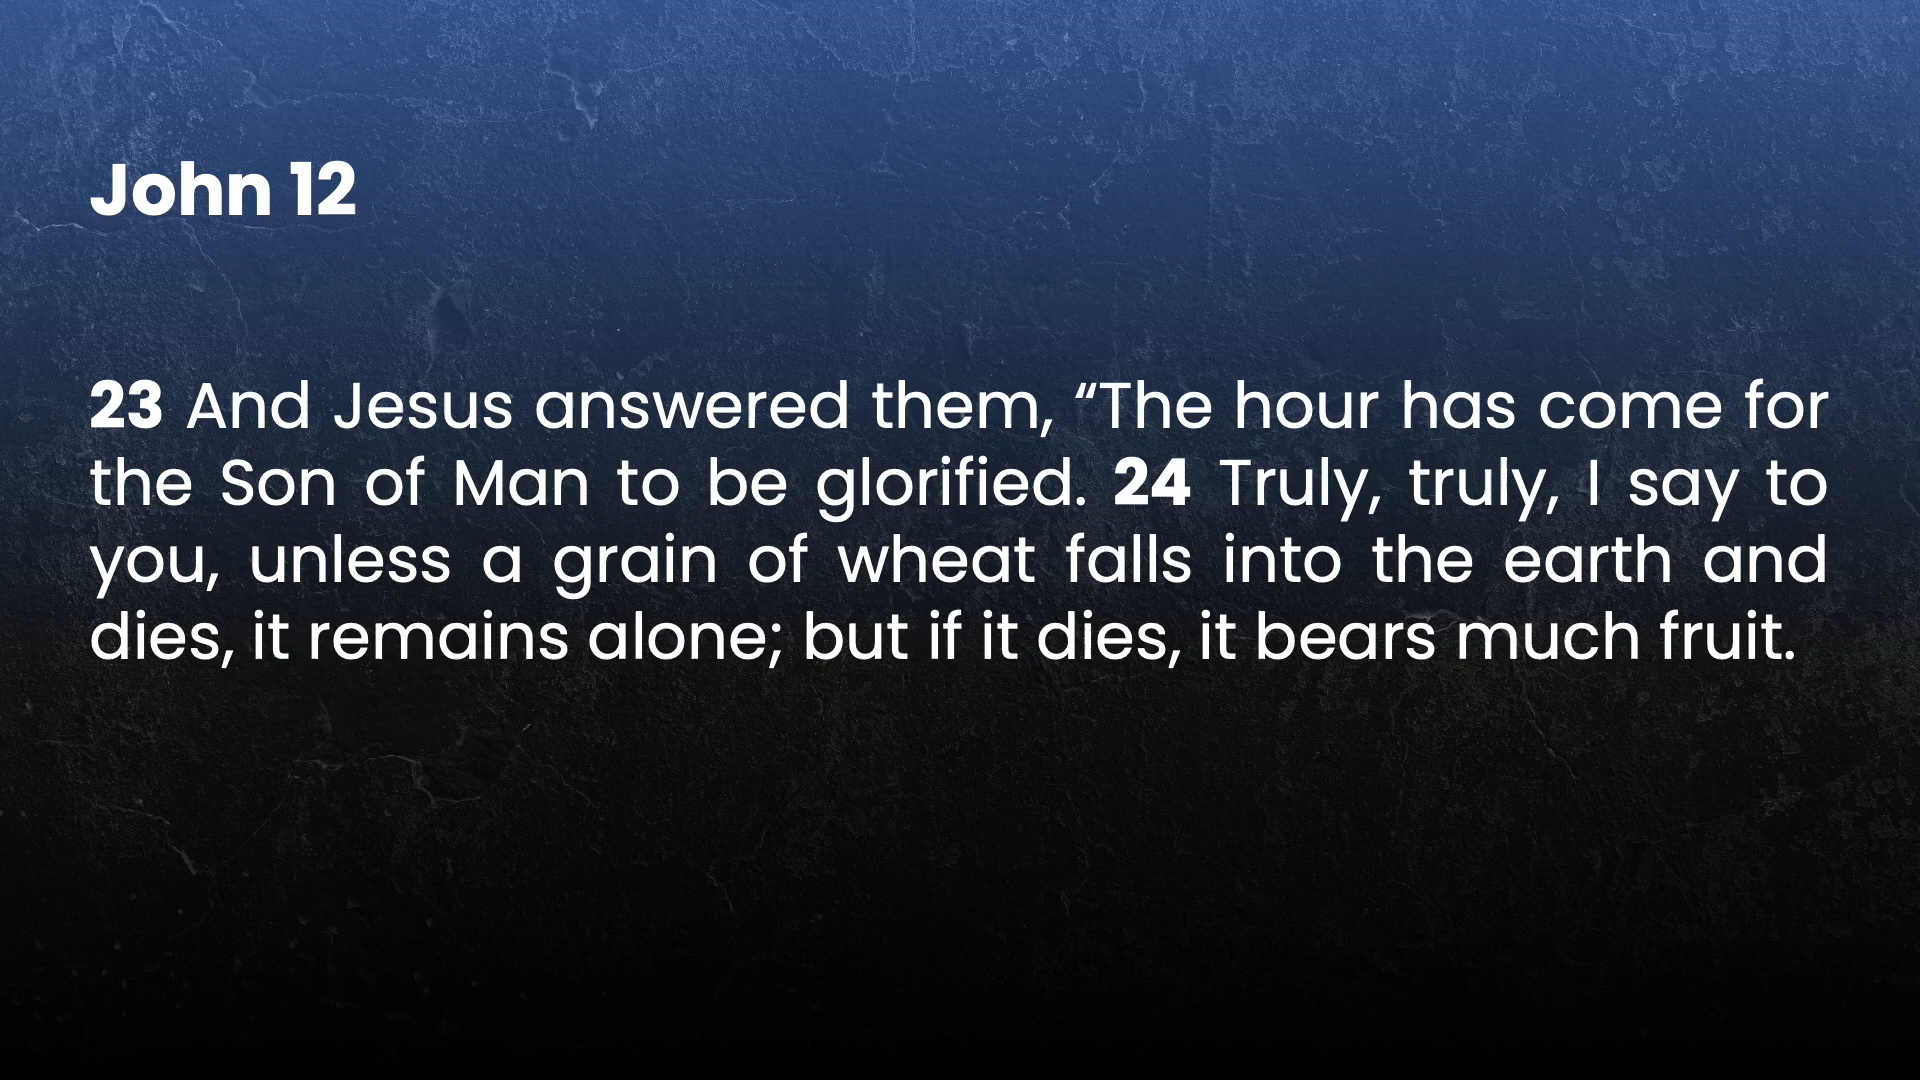 John 12
23 And Jesus answered them, “The hour has come for
the Son of Man to be glorified. 24 Truly, truly, I say to
you, unless a grain of wheat falls into the earth and
dies, it remains alone; but if it dies, it bears much fruit.